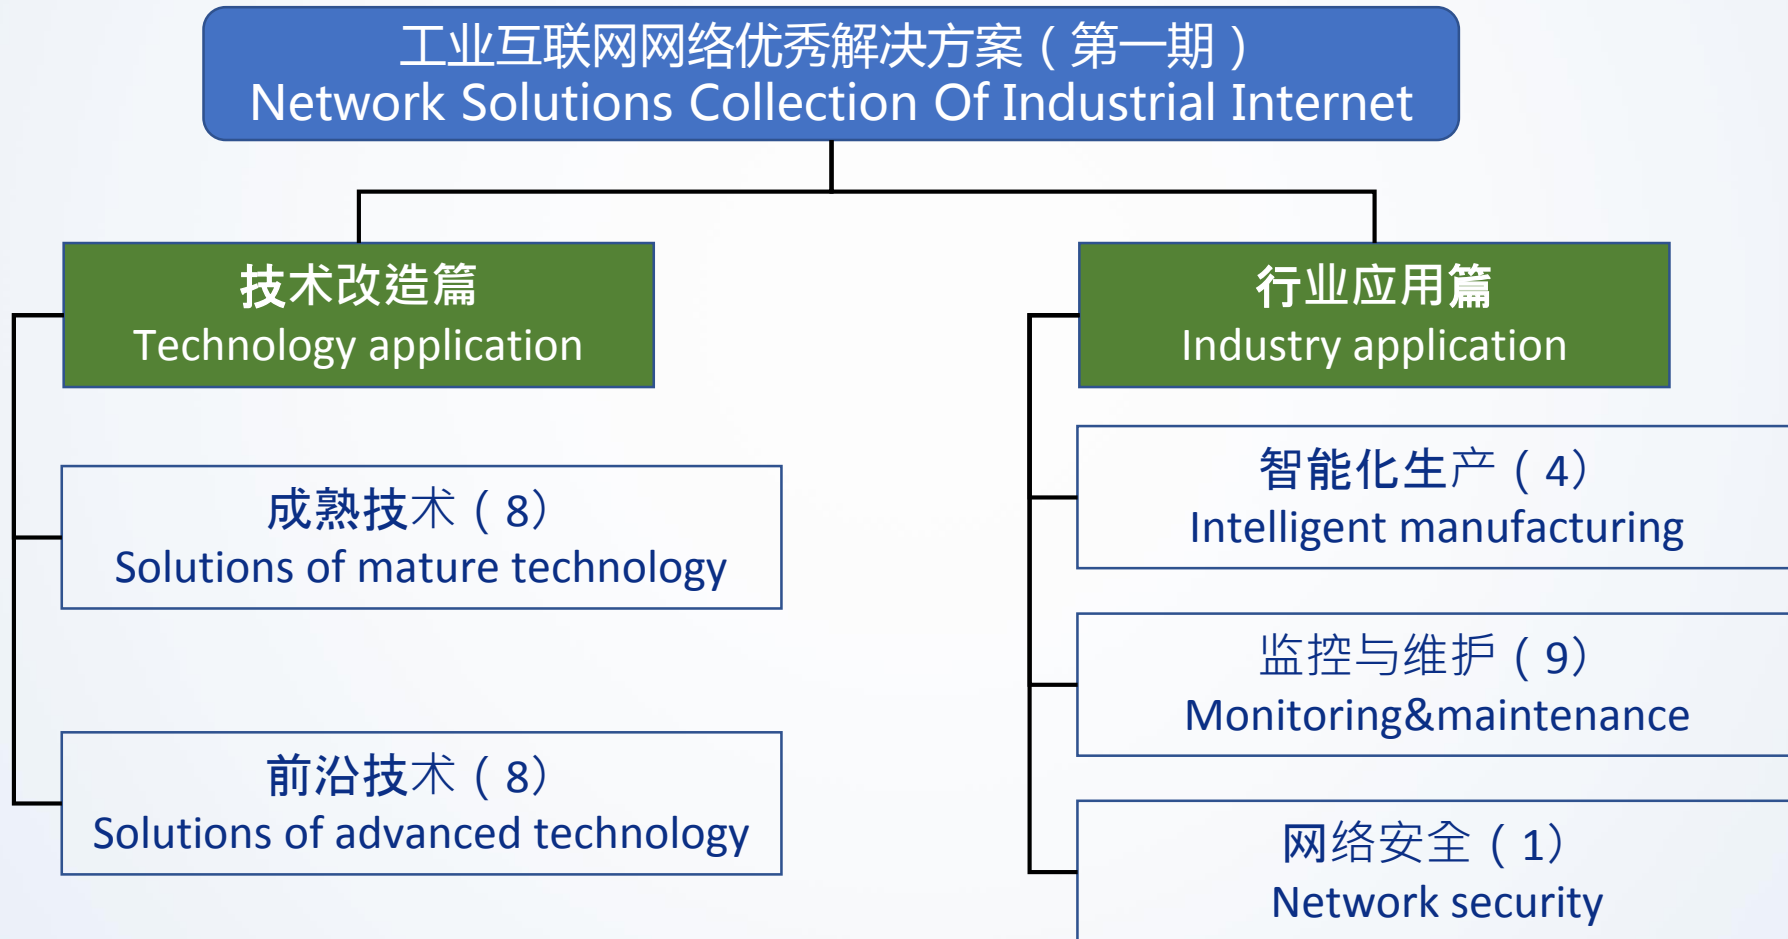 工业互联网网络优秀解决方案（第一期）
Network Solutions Collection Of Industrial Internet
技术改造篇
Technology application
成熟技术（8）
Solutions of mature technology
前沿技术（8）
Solutions of advanced technology
行业应用篇
Industry application
智能化生产（4）
Intelligent manufacturing
监控与维护（9）
Monitoring&maintenance
网络安全（1）
Network security